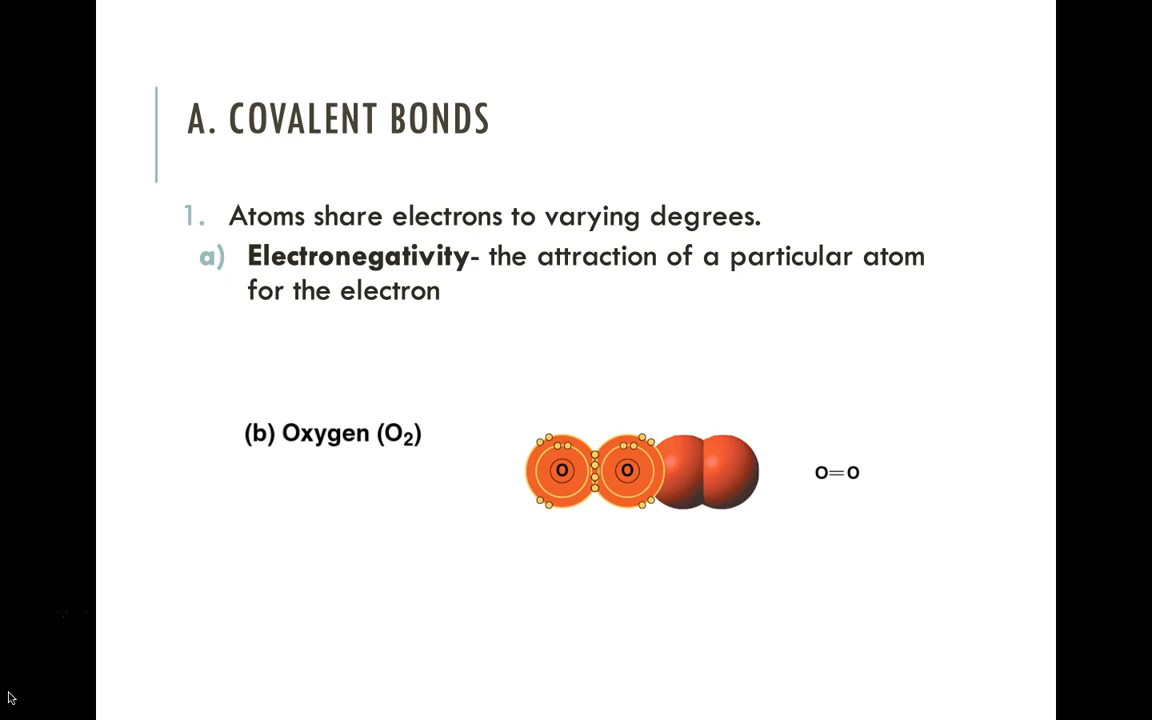 A. COVALENT BONDS
1. Atoms share electrons to varying degrees.
a) Electronegativity- the attraction of a particular atom
for the electron
(b) Oxygen (O₂)
O O O=O